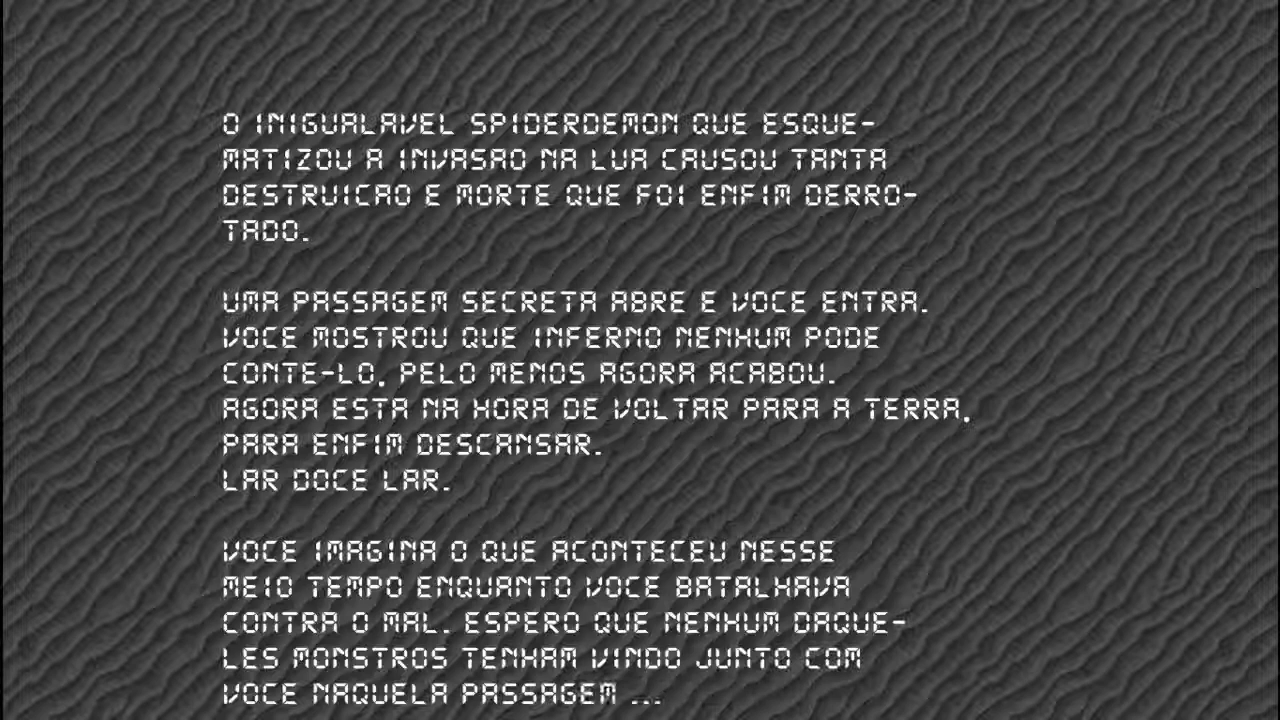 O INIGUALAVEL SPIDERDEMON QUE ESQUE-
MATIZOU A INVASAO NA LUA CAUSOU TANTA
DESTRUICAO E MORTE QUE FOI ENFIM DERRO-
TADO.
UMA PASSAGEM SECRETA ABRE E VOCE ENTRA.
VOCE MOSTROU QUE INFERNO NENHUM PODE
CONTE-LO, PELO MENOS AGORA ACABOU.
AGORA ESTA NA HORA DE VOLTAR PARA A TERRA,
PARA ENFIM DESCANSAR.
LAR DOCE LAR.
VOCE IMAGINA O QUE ACONTECEU NESSE
MEIO TEMPO ENQUANTO VOCE BATALHAVA
CONTRA O MAL. ESPERO QUE NENHUM DAQUE-
LES MONSTROS TENHAM VINDO JUNTO COM
VOCE NAQUELA PASSAGEM ...